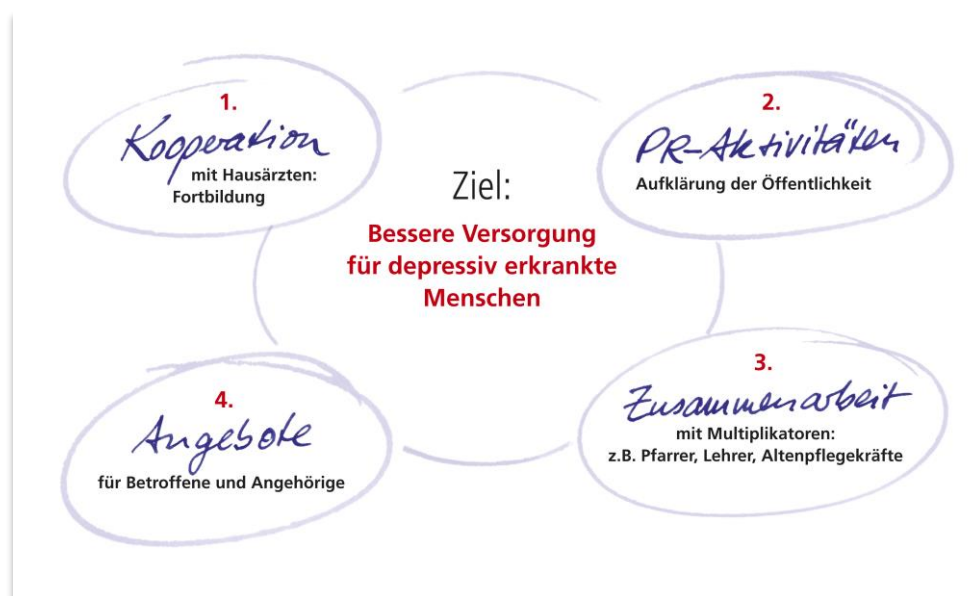 1.
Kooperation
mit Hausärzten:
Fortbildung
2.
PR-Aktivitäten
Aufklärung der Öffentlichkeit
Ziel:
Bessere Versorgung
für depressiv erkrankte
Menschen
3.
Zusammenarbeit
mit Multiplikatoren:
z.B. Pfarrer, Lehrer, Altenpflegekräfte
4.
Angebote
für Betroffene und Angehörige